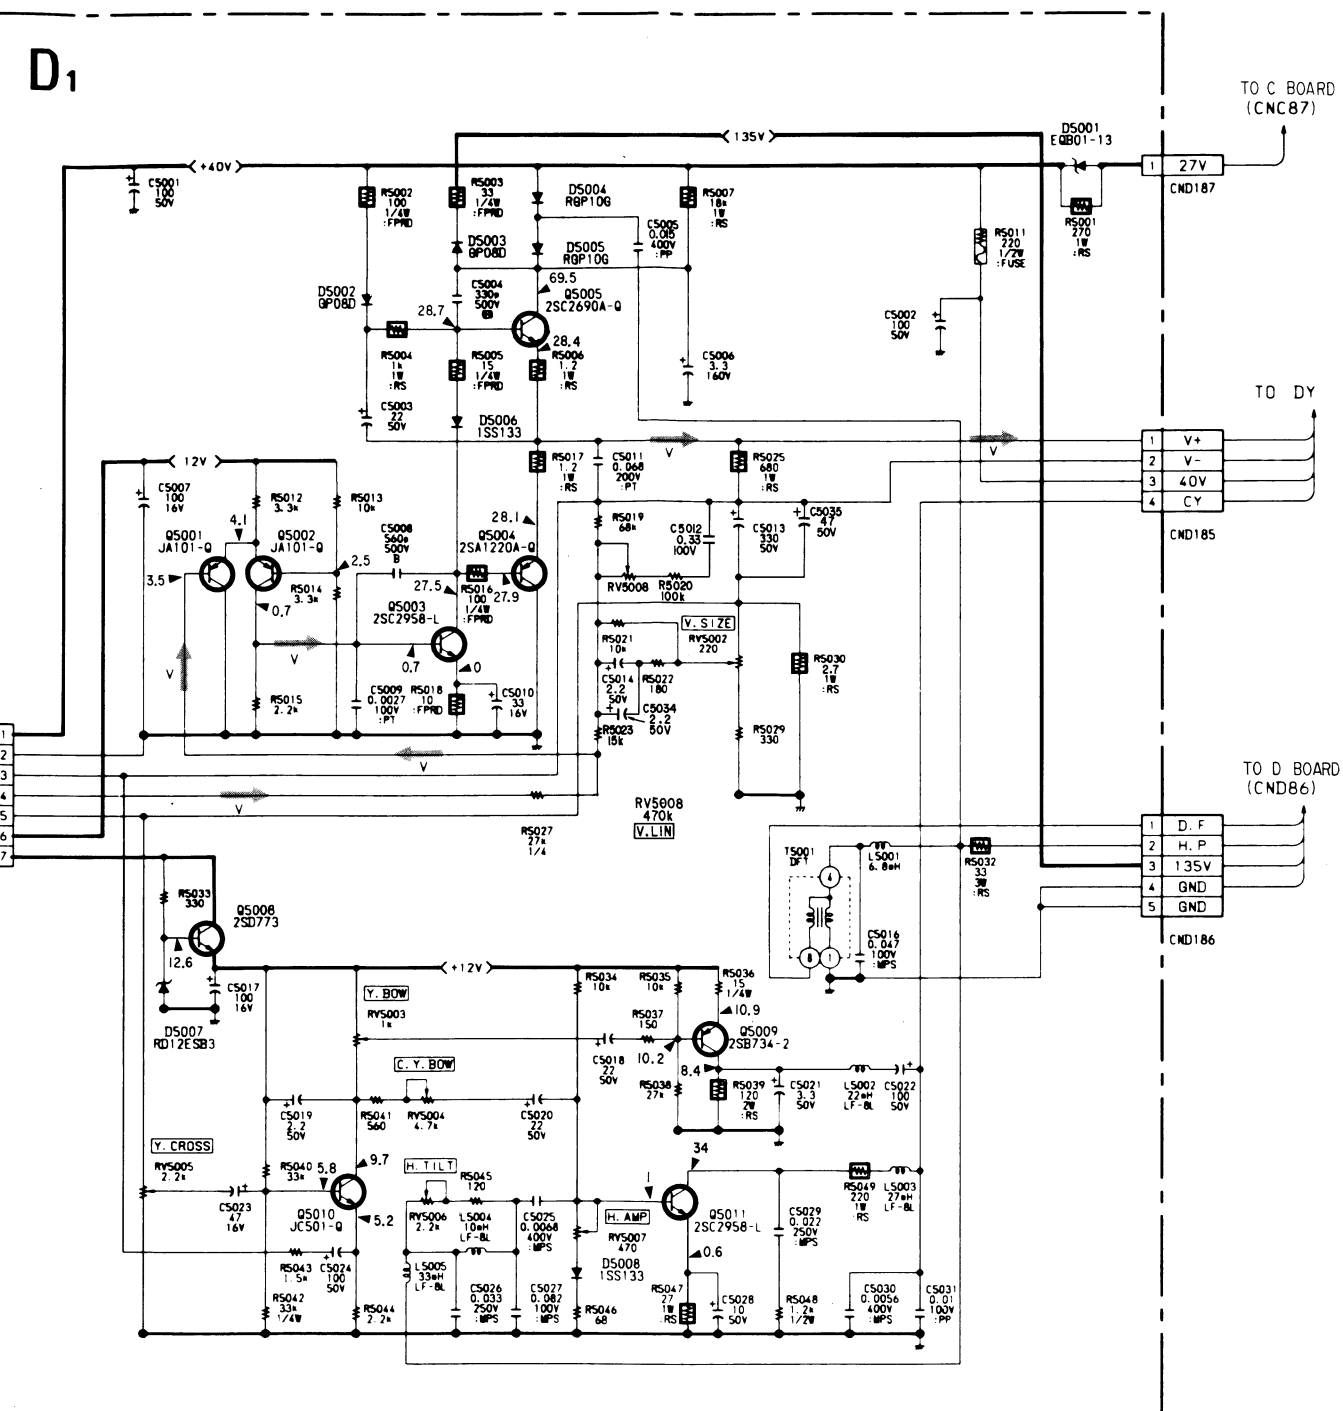 D1
TO C BOARD
(CNC87)
135V
D5001
EQB01-13
+40V
1 27V
CND187
C5001
100
50V
R5002
100
1/4W
:FPRD
R5003
33
1/4W
:FPRD
D5004
RGP10G
R5007
18k
1W
:RS
R5001
270
1W
:RS
C5005
0.015
400V
:PP
R5011
220
1/2W
:FUSE
D5003
GP08D
D5005
RGP10G
69.5
D5002
GP08D
C5004
330p
500V
B
Q5005
2SC2690A-Q
28.7
28.4
C5002
100
50V
R5004
1k
1W
:RS
R5005
15
1/4W
:FPRD
R5006
1.2
1W
:RS
C5006
3.3
160V
C5003
22
50V
D5006
1SS133
TO DY
V
V
1 V+
2 V-
3 40V
4 CY
CND185
12V
C5007
100
16V
R5012
3.3k
R5013
10k
R5017
1.2
1W
:RS
C5011
0.068
200V
:PT
R5025
680
1W
:RS
4.1
Q5001
JA101-Q
Q5002
JA101-Q
C5008
560p
500V
B
28.1
Q5004
2SA1220A-Q
R5019
68k
C5012
0.33
100V
C5013
330
50V
C5035
47
50V
3.5
2.5
R5014
3.3k
27.5
R5016
100
1/4W
:FPRD
27.9
RV5008
R5020
100k
0.7
Q5003
2SC2958-L
V
V
0.7
0
R5021
10k
V.SIZE
RV5002
220
R5015
2.2k
C5009
0.0027
100V
:PT
R5018
10
:FPRD
C5010
33
16V
C5014
2.2
50V
R5022
180
C5034
2.2
50V
R5023
15k
R5030
2.7
1W
:RS
R5029
330
1
2
3
4
5
6
7
V
V
R5027
27k
1/4
RV5008
470k
V.LIN
TO D BOARD
(CND86)
1 D.F
2 H.P
3 135V
4 GND
5 GND
CND186
T5001
DFT
4
8
1
L5001
6.8mH
R5032
33
3W
:RS
C5016
0.047
100V
:MPS
R5033
330
Q5008
2SD773
12.6
D5007
RD12ESB3
C5017
100
16V
+12V
Y.BOW
RV5003
1k
R5034
10k
R5035
10k
R5036
15
1/4W
R5037
150
10.9
Q5009
2SB734-2
10.2
8.4
C5018
22
50V
R5038
27k
R5039
120
2W
:RS
C5021
3.3
50V
L5002
22mH
LF-8L
C5022
100
50V
C.Y.BOW
C5019
2.2
50V
R5041
560
RV5004
4.7k
C5020
22
50V
Y.CROSS
RV5005
2.2k
C5023
47
16V
R5040
33k
5.8
9.7
Q5010
JC501-Q
5.2
H.TILT
R5045
120
RV5006
2.2k
L5004
10mH
LF-8L
C5025
0.0068
400V
:MPS
H.AMP
RV5007
470
34
1
Q5011
2SC2958-L
0.6
C5029
0.022
250V
:MPS
R5049
220
1W
:RS
L5003
27mH
LF-8L
R5043
1.5k
C5024
100
50V
L5005
33mH
LF-8L
D5008
1SS133
R5042
33k
1/4W
R5044
2.2k
C5026
0.033
250V
:MPS
C5027
0.082
100V
:MPS
R5046
68
R5047
27
1W
:RS
C5028
10
50V
R5048
1.2k
1/2W
C5030
0.0056
400V
:MPS
C5031
0.01
100V
:PP